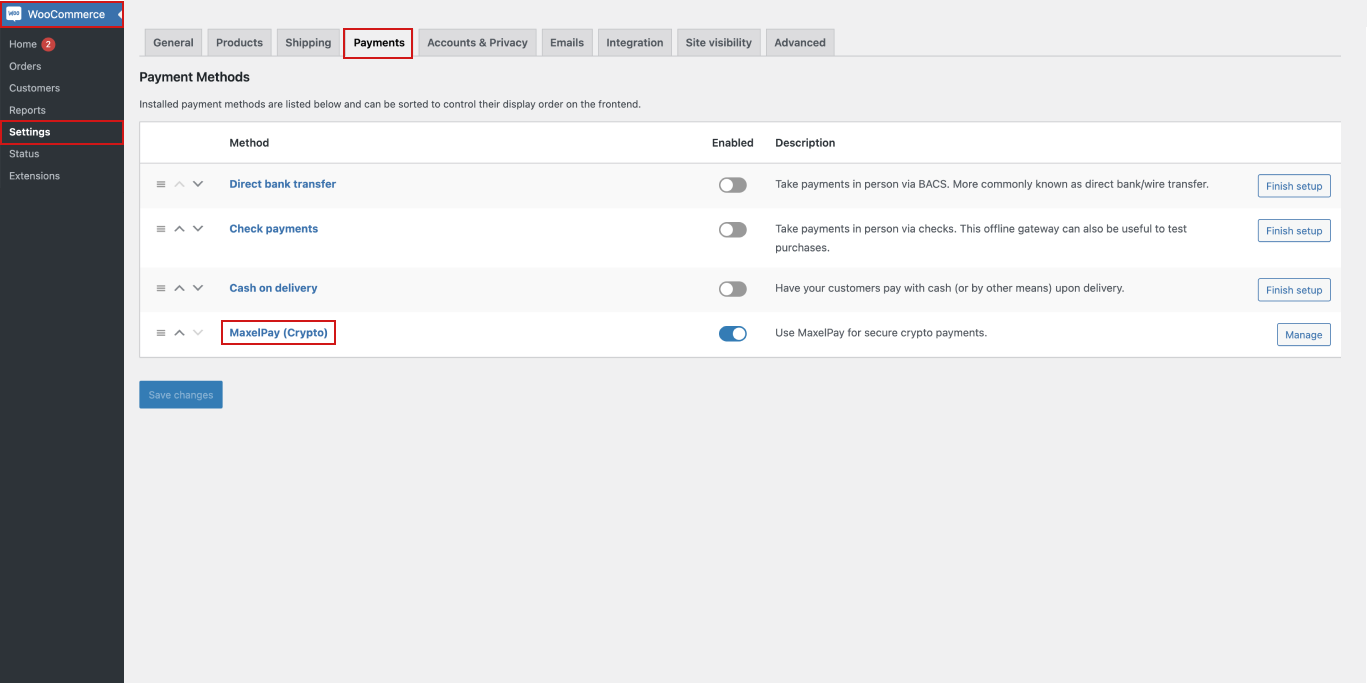 WooCommerce
Home 2
Orders
Customers
Reports
Settings
Status
Extensions
General Products Shipping Payments Accounts & Privacy Emails Integration Site visibility Advanced
Payment Methods
Installed payment methods are listed below and can be sorted to control their display order on the frontend.
Method Enabled Description
Direct bank transfer Take payments in person via BACS. More commonly known as direct bank/wire transfer. Finish setup
Check payments Take payments in person via checks. This offline gateway can also be useful to test Finish setup
purchases.
Cash on delivery Have your customers pay with cash (or by other means) upon delivery. Finish setup
MaxelPay (Crypto) Use MaxelPay for secure crypto payments. Manage
Save changes